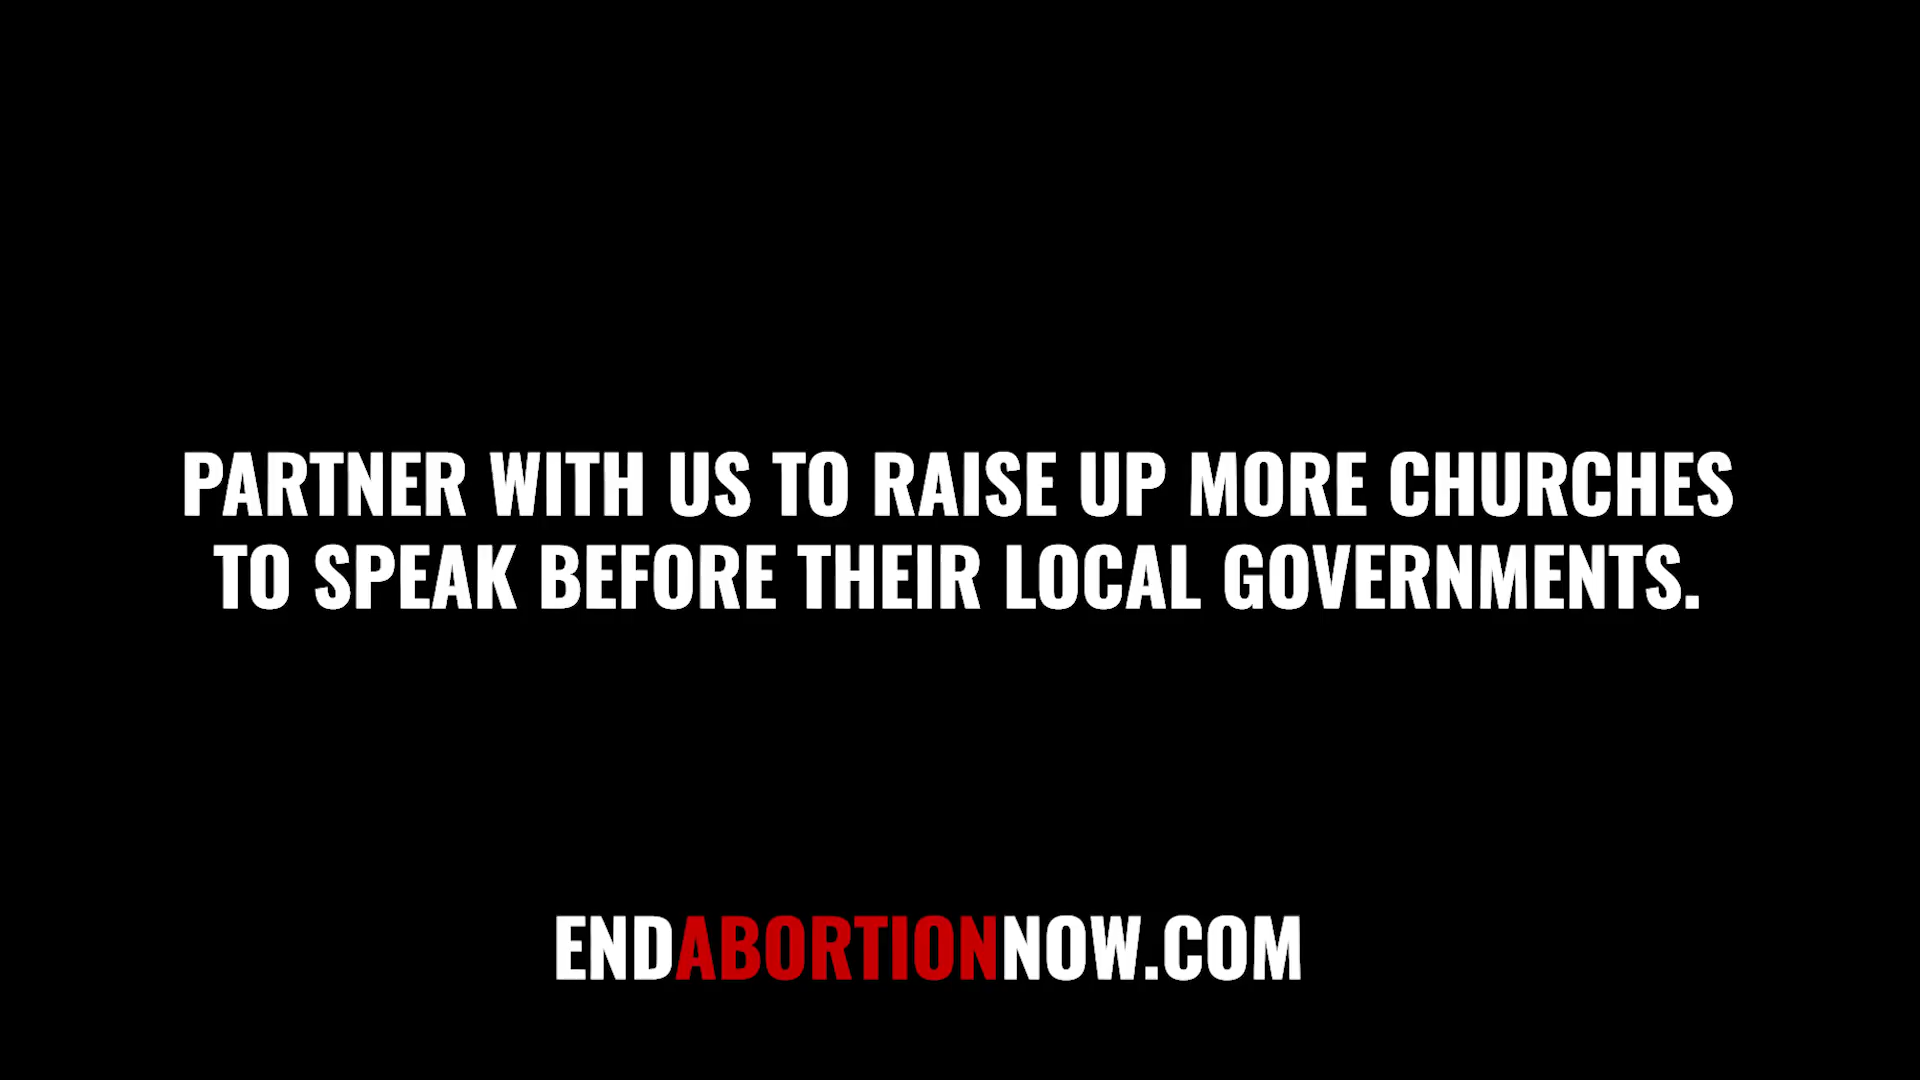 PARTNER WITH US TO RAISE UP MORE CHURCHES
TO SPEAK BEFORE THEIR LOCAL GOVERNMENTS.
ENDABORTIONNOW.COM